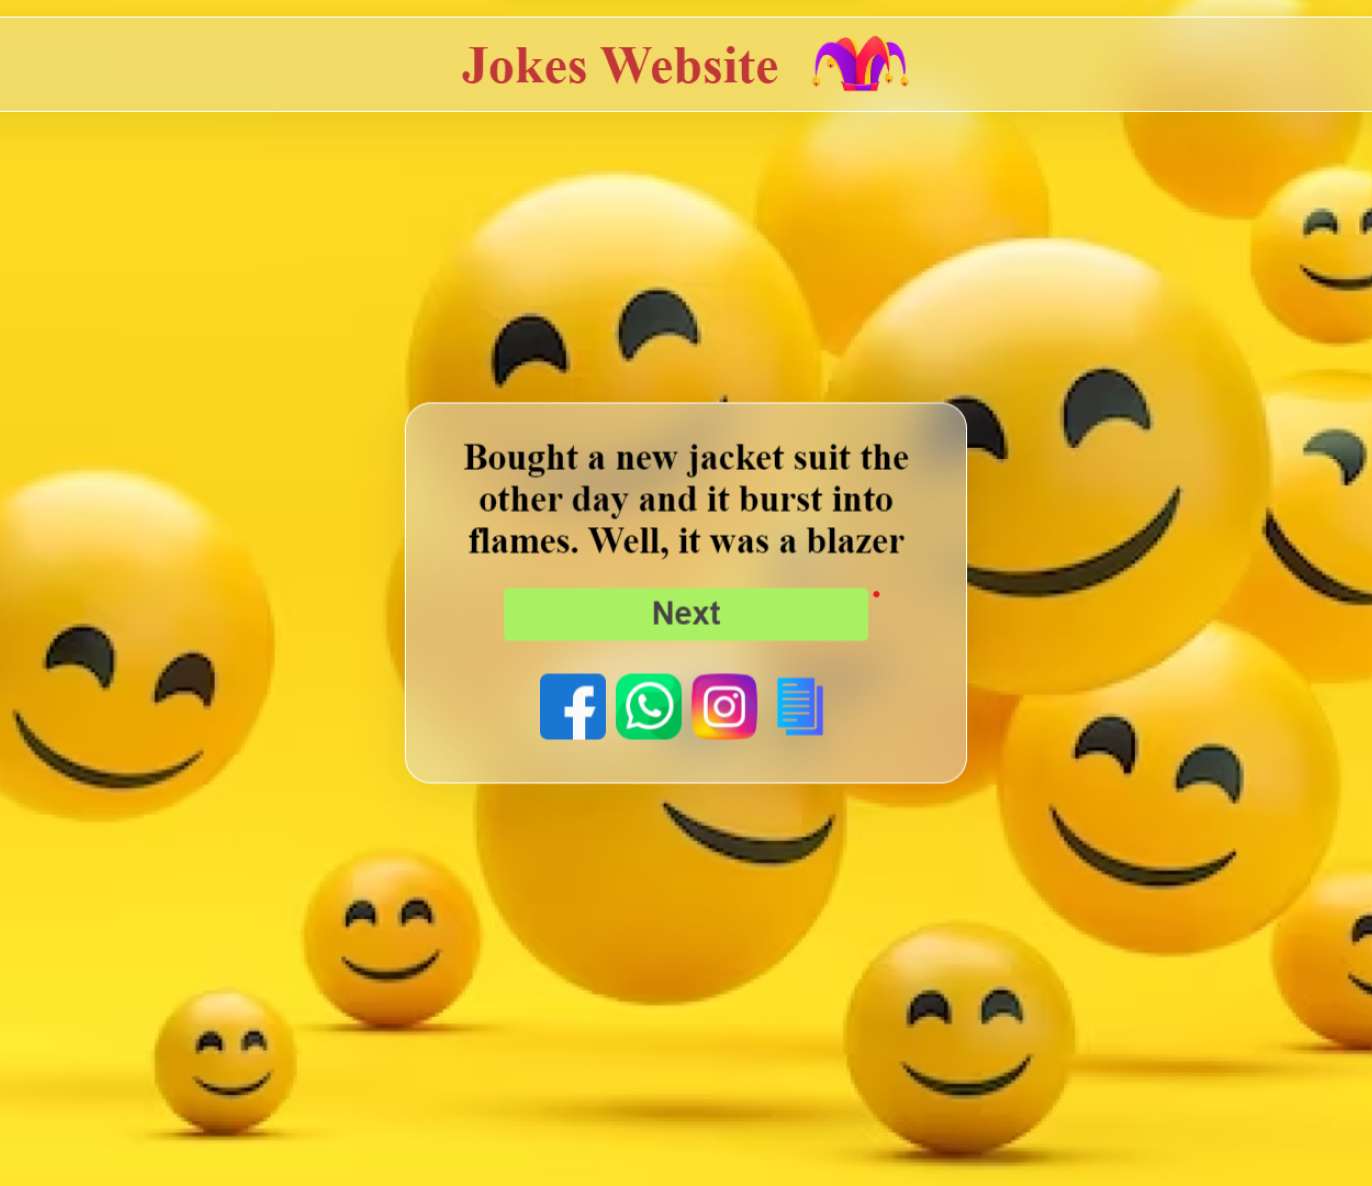 Jokes Website
Bought a new jacket suit the
other day and it burst into
flames. Well, it was a blazer
Next